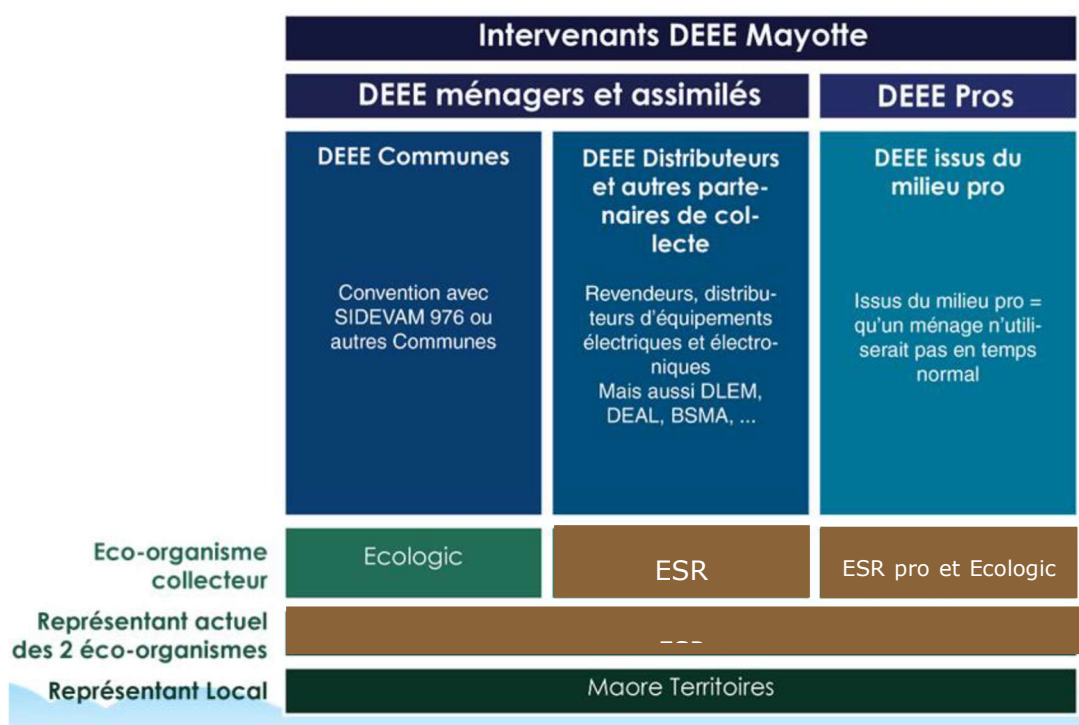 Intervenants DEEE Mayotte
DEEE ménagers et assimilés
DEEE Pros
DEEE Communes
Convention avec
SIDEVAM 976 ou
autres Communes
DEEE Distributeurs
et autres parte-
naires de col-
lecte
Revendeurs, distribu-
teurs d'équipements
électriques et électro-
niques
Mais aussi DLEM,
DEAL, BSMA, ...
DEEE issus du
milieu pro
Issus du milieu pro =
qu'un ménage n'utili-
serait pas en temps
normal
Eco-organisme
collecteur
Ecologic
ESR
ESR pro et Ecologic
Représentant actuel
des 2 éco-organismes
Représentant Local
Maore Territoires